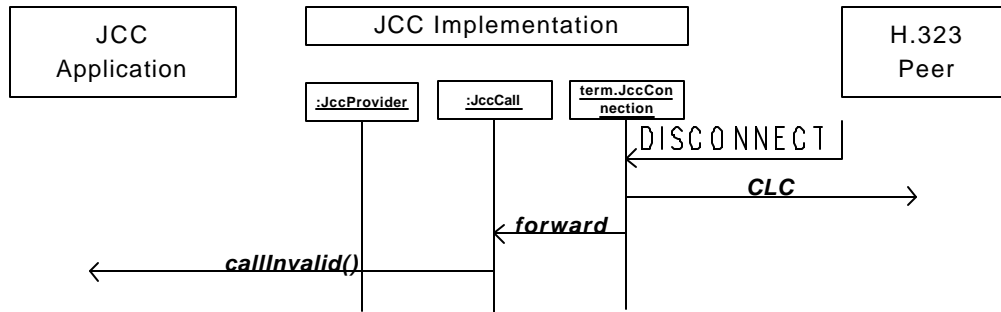 JCC
Application
JCC Implementation
H.323
Peer
:JccProvider
:JccCall
term.JccCon
nection
DISCONNECT
CLC
forward
callInvalid()